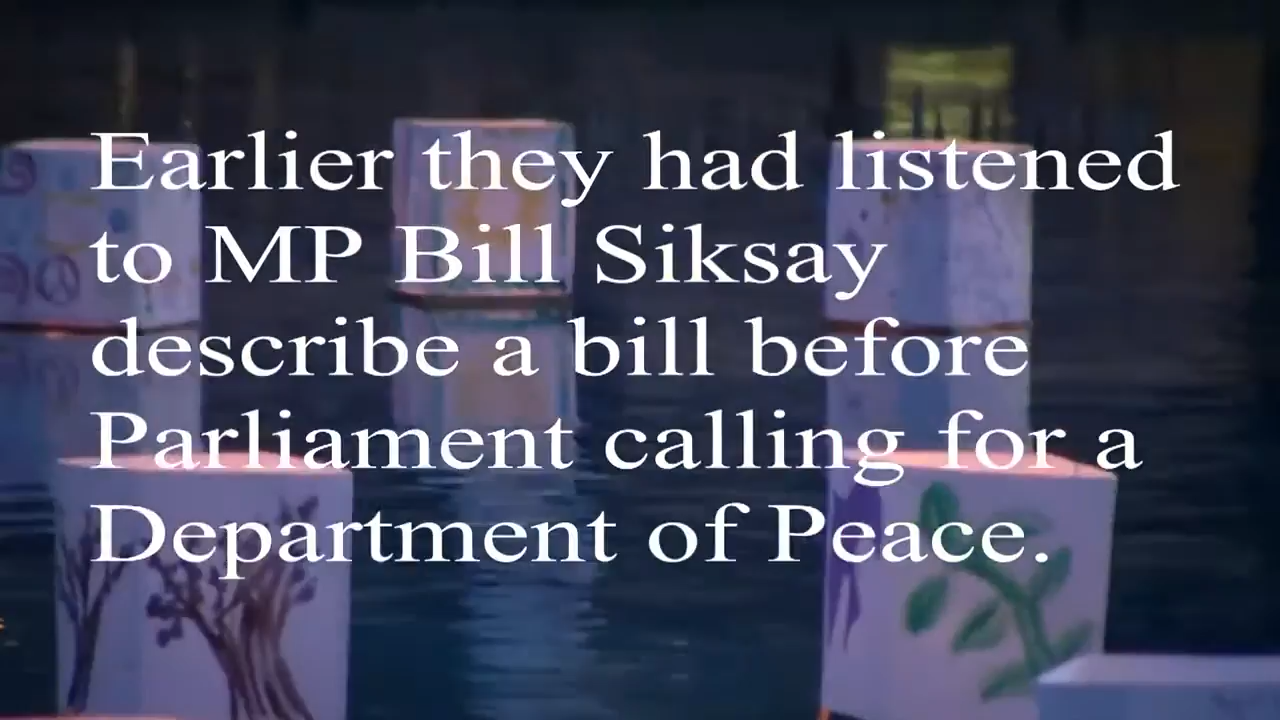 Earlier they had listened
to MP Bill Siksay
describe a bill before
Parliament calling for a
Department of Peace.